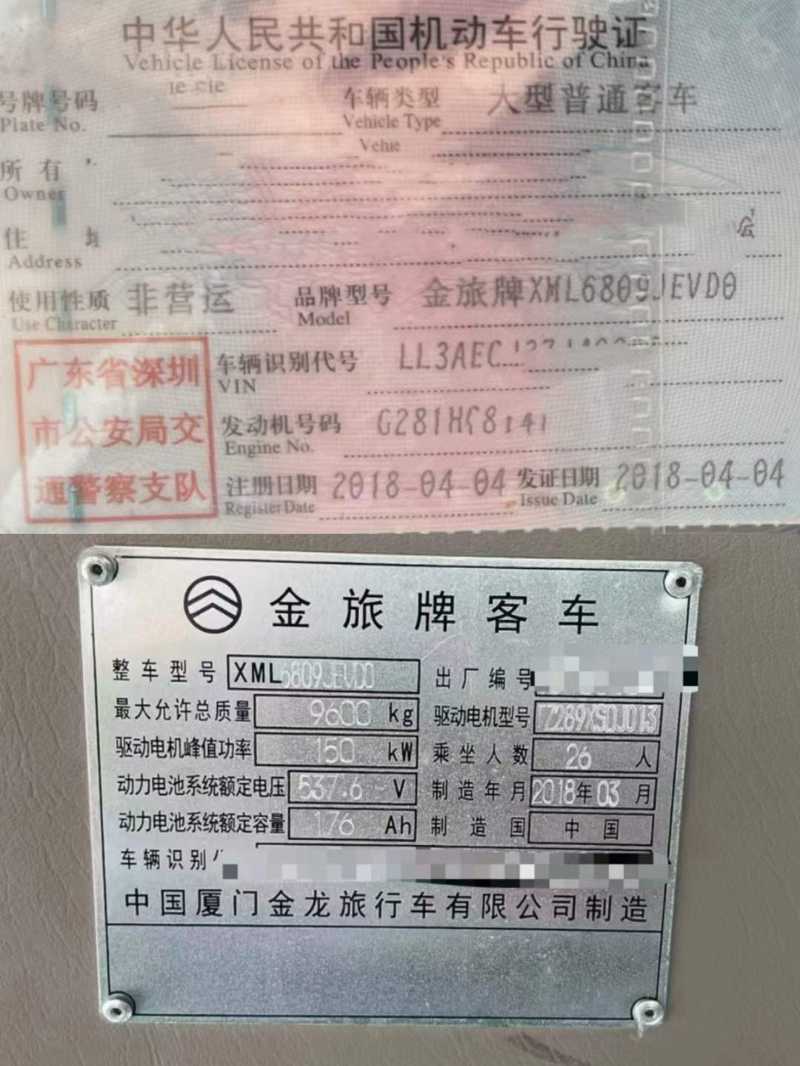 中华人民共和国机动车行驶证
Vehicle License of the People's Republic of China
号牌号码 车辆类型 大型普通客车
Plate No. Vehicle Type
所有
Owner
住
Address
使用性质 非营运 品牌型号 金旅牌XML6809JEVD0
Use Character Model
广东省深圳市公安局交通警察支队
车辆识别代号 LL3AEC
VIN
发动机号码
Engine No.
注册日期 2018-04-04 发证日期 2018-04-04
Register Date Issue Date
金旅牌客车
整车型号 XML6809JEVD0 出厂编号
最大允许总质量 9600 kg 驱动电机型号
驱动电机峰值功率 150 kW 乘坐人数 26 人
动力电池系统额定电压 537.6 V 制造年月 2018年03月
动力电池系统额定容量 176 Ah 制造国 中国
车辆识别
中国厦门金龙旅行车有限公司制造